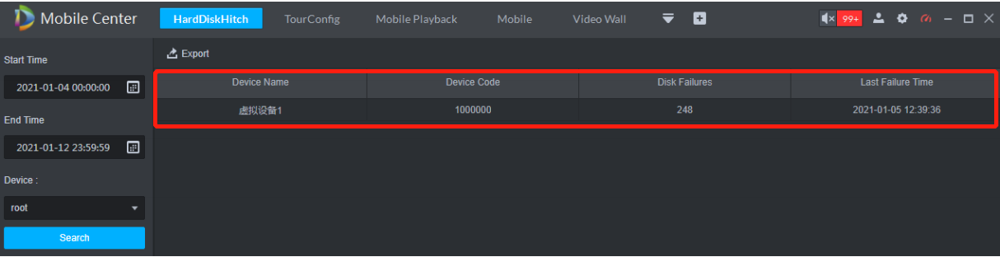 Mobile Center HardDiskHitch TourConfig Mobile Playback Mobile Video Wall 99+
Start Time
Export
2021-01-04 00:00:00
Device Name Device Code Disk Failures Last Failure Time
虚拟设备1 1000000 248 2021-01-05 12:39:36
End Time
2021-01-12 23:59:59
Device :
root
Search